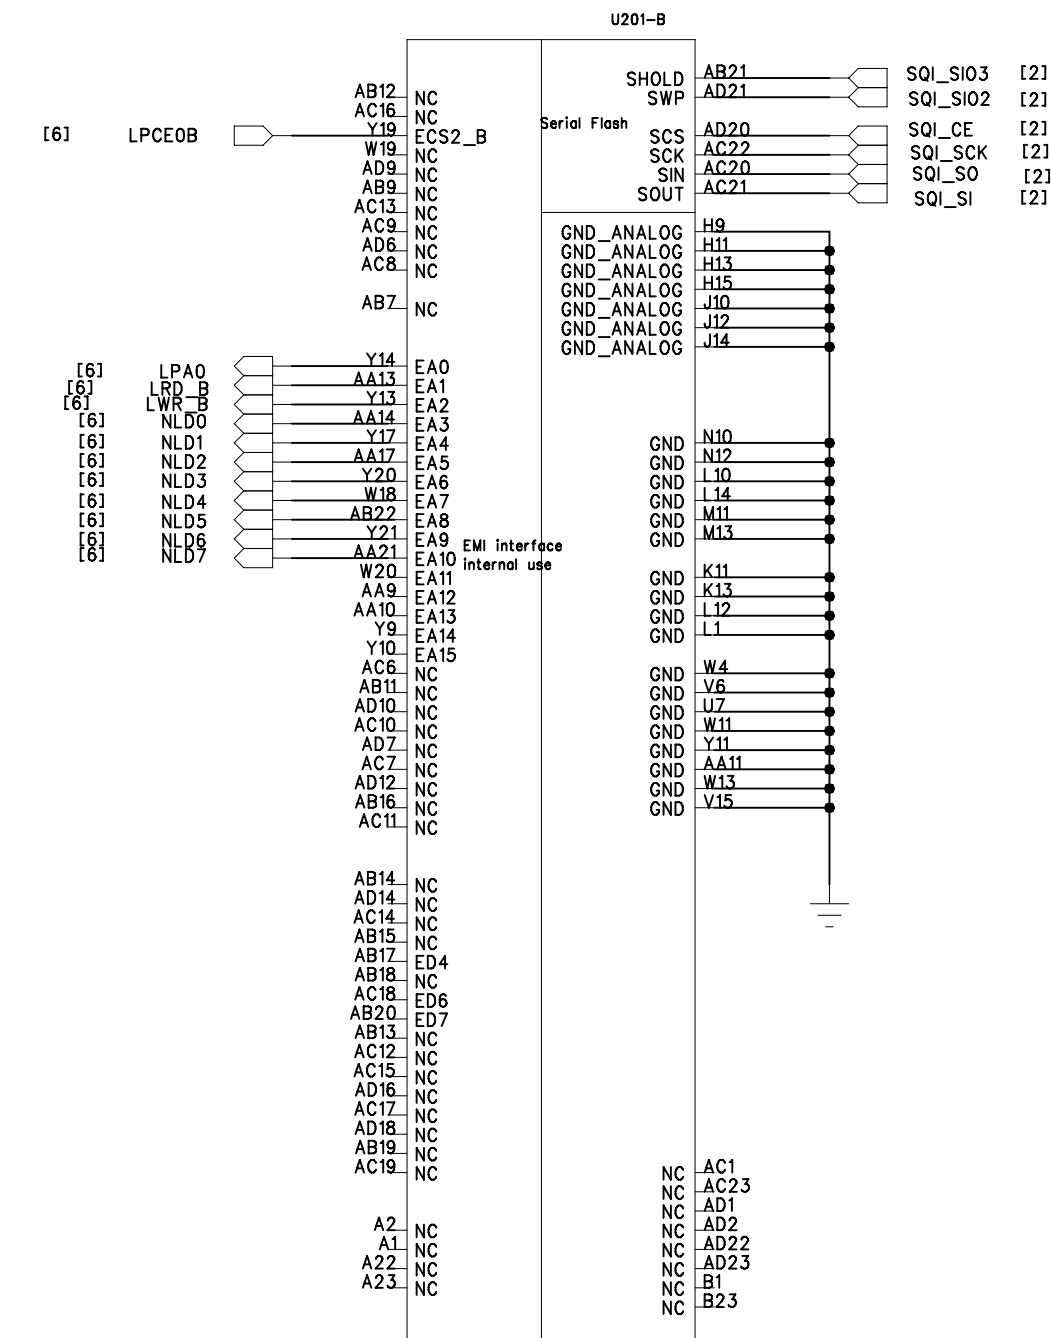 U201-B
SHOLD AB21 SQI_SIO3 [2]
AB12 NC SWP AD21 SQI_SIO2 [2]
AC16 NC
[6] LPCE0B Y19 ECS2_B Serial Flash SCS AD20 SQI_CE [2]
W19 NC SCK AC22 SQI_SCK [2]
AD9 NC SIN AC20 SQI_SO [2]
AB9 NC SOUT AC21 SQI_SI [2]
AC13 NC
AC9 NC GND_ANALOG H9
AD6 NC GND_ANALOG H11
AC8 NC GND_ANALOG H13
GND_ANALOG H15
AB7 NC GND_ANALOG J10
GND_ANALOG J12
GND_ANALOG J14
[6] LPA0 Y14 EA0
[6] LRD_B AA13 EA1
[6] LWR_B Y13 EA2
[6] NLD0 AA14 EA3
[6] NLD1 Y17 EA4 GND N10
[6] NLD2 AA17 EA5 GND N12
[6] NLD3 Y20 EA6 GND L10
[6] NLD4 W18 EA7 GND L14
[6] NLD5 AB22 EA8 GND M11
[6] NLD6 Y21 EA9 GND M13
EMI interface
[6] NLD7 AA21 EA10 internal use
W20 EA11 GND K11
AA9 EA12 GND K13
AA10 EA13 GND L12
Y9 EA14 GND L1
Y10 EA15
AC6 NC GND W4
AB11 NC GND V6
AD10 NC GND U7
AC10 NC GND W11
AD7 NC GND Y11
AC7 NC GND AA11
AD12 NC GND W13
AB16 NC GND V15
AC11 NC
AB14 NC
AD14 NC
AC14 NC
AB15 NC
AB17 ED4
AB18 NC
AC18 ED6
AB20 ED7
AB13 NC
AC12 NC
AC15 NC
AD16 NC
AC17 NC
AD18 NC
AB19 NC
AC19 NC NC AC1
NC AC23
NC AD1
A2 NC NC AD2
A1 NC NC AD22
A22 NC NC AD23
A23 NC NC B1
NC B23